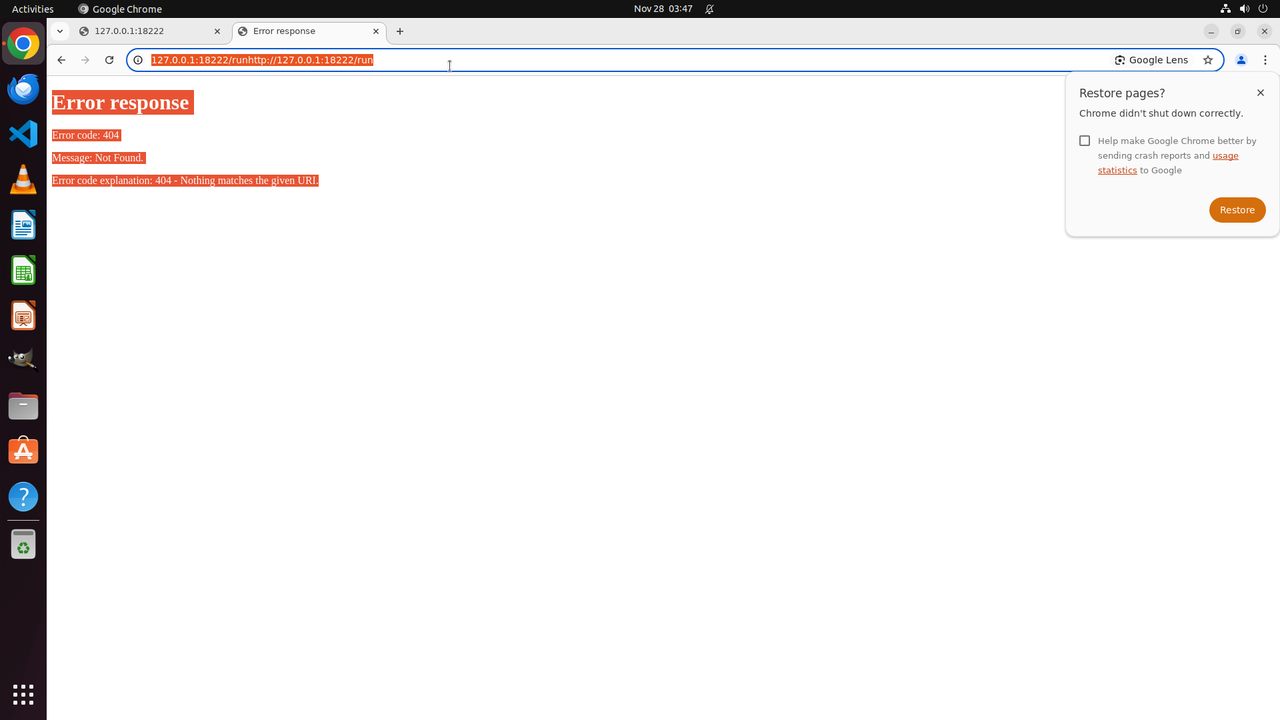 Activities
Google Chrome
Nov 28 03:47
127.0.0.1:18222
Error response
127.0.0.1:18222/runhttp://127.0.0.1:18222/run
Google Lens
Error response
Error code: 404
Message: Not Found.
Error code explanation: 404 - Nothing matches the given URI.
Restore pages?
Chrome didn't shut down correctly.
Help make Google Chrome better by
sending crash reports and usage
statistics to Google
Restore